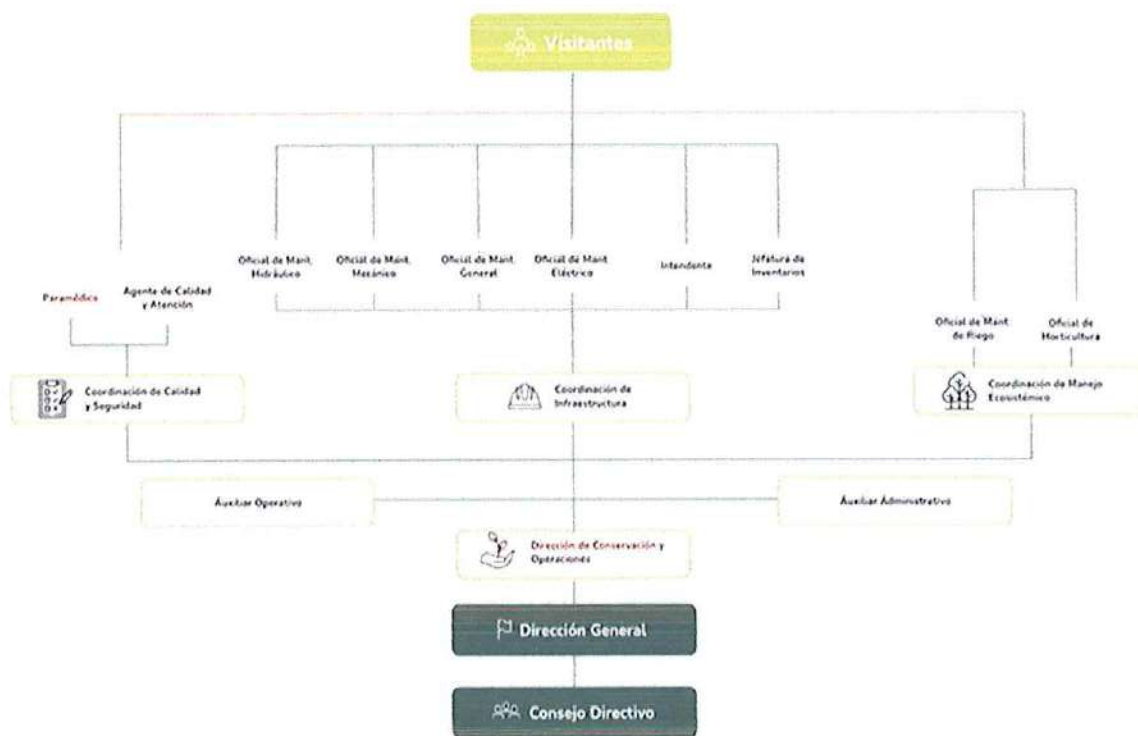 Visitantes
Oficial de Mant.
Hidráulico
Oficial de Mant.
Mecánico
Oficial de Mant.
General
Oficial de Mant.
Eléctrico
Intendente
Jefatura de
Inventarios
Paramédico
Agente de Calidad
y Atención
Oficial de Mant.
de Riego
Oficial de
Horticultura
Coordinación de Calidad
y Seguridad
Coordinación de
Infraestructura
Coordinación de Manejo
Ecosistémico
Auxiliar Operativo
Auxiliar Administrativo
Dirección de Conservación y
Operaciones
Dirección General
Consejo Directivo